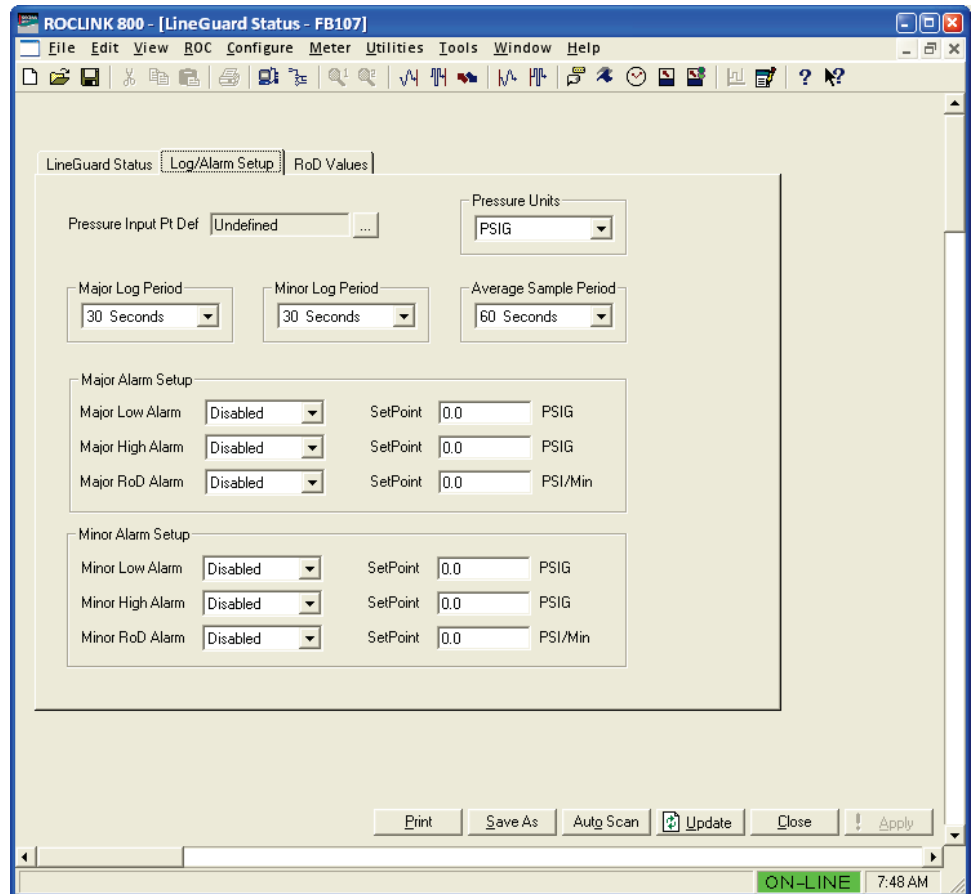 ROCLINK 800 - [LineGuard Status - FB107]
File Edit View ROC Configure Meter Utilities Tools Window Help
LineGuard Status Log/Alarm Setup RoD Values
Pressure Input Pt Def Undefined ...
Pressure Units
PSIG
Major Log Period Minor Log Period Average Sample Period
30 Seconds 30 Seconds 60 Seconds
Major Alarm Setup
Major Low Alarm Disabled SetPoint 0.0 PSIG
Major High Alarm Disabled SetPoint 0.0 PSIG
Major RoD Alarm Disabled SetPoint 0.0 PSI/Min
Minor Alarm Setup
Minor Low Alarm Disabled SetPoint 0.0 PSIG
Minor High Alarm Disabled SetPoint 0.0 PSIG
Minor RoD Alarm Disabled SetPoint 0.0 PSI/Min
Print Save As Auto Scan Update Close ! Apply
ON-LINE 7:48 AM